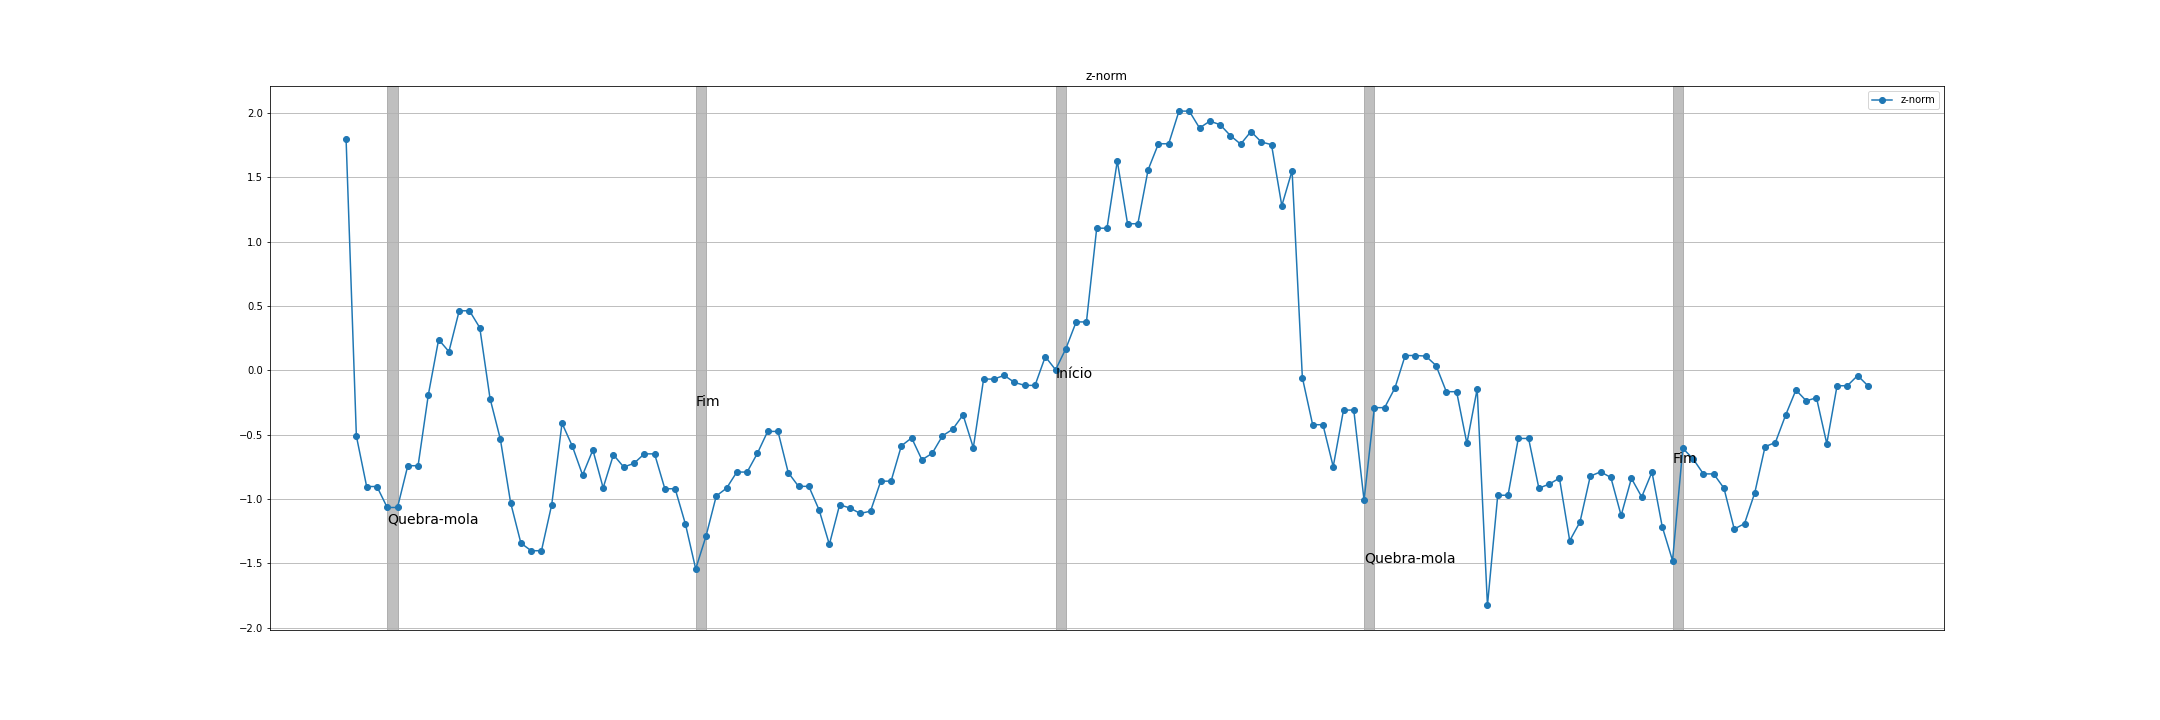 z-norm
z-norm
2.0
1.5
1.0
0.5
0.0
−0.5
−1.0
−1.5
−2.0
Quebra-mola
Fim
Início
Quebra-mola
Fim